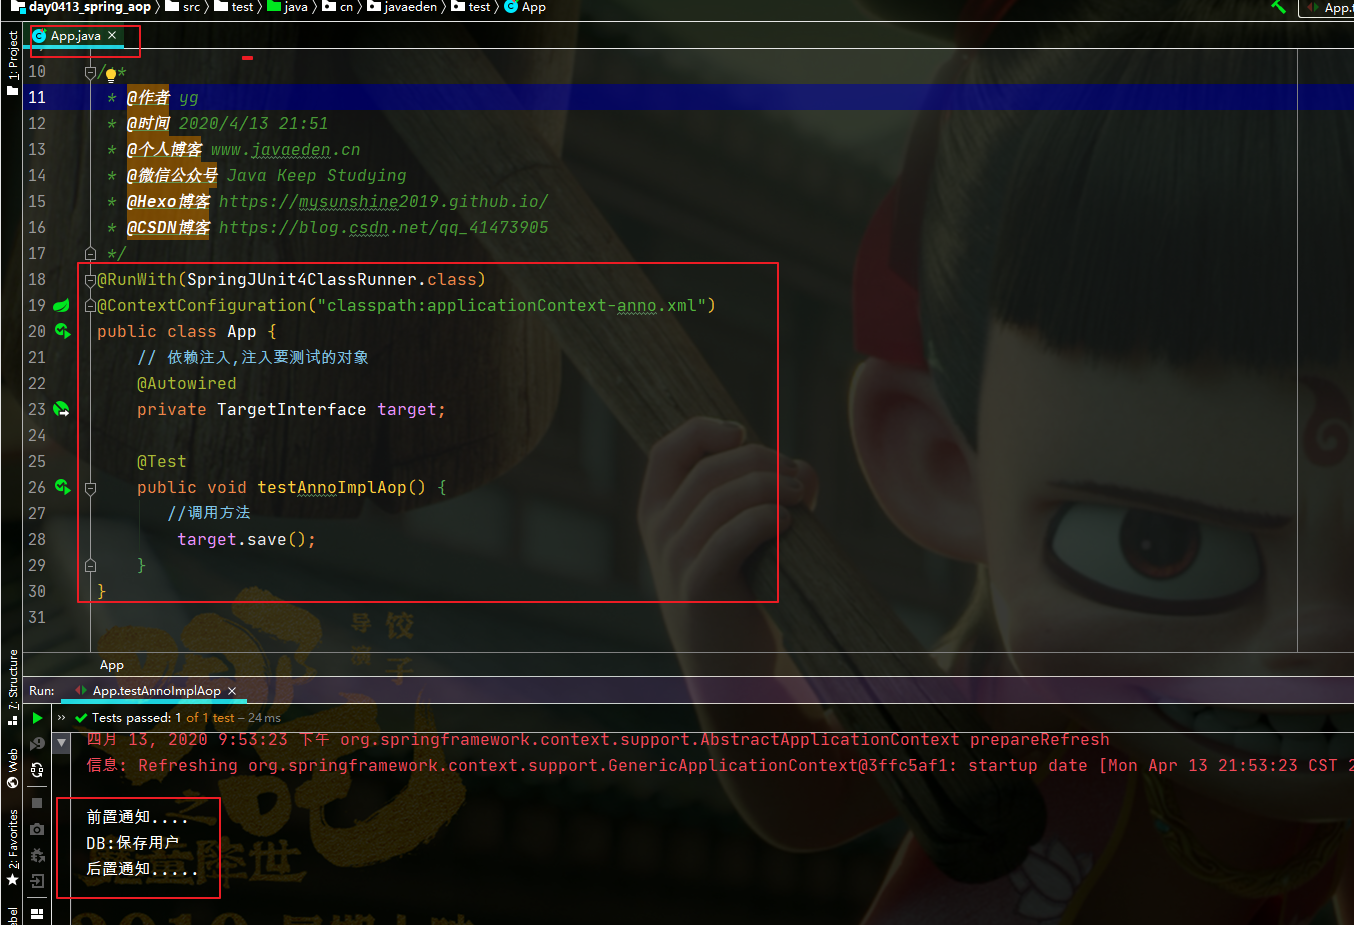 day0413_spring_aop > src > test > java > cn > javaeden > test > App
App.java ×
1: Project
10 /**
11 * @作者 yg
12 * @时间 2020/4/13 21:51
13 * @个人博客 www.javaeden.cn
14 * @微信公众号 Java Keep Studying
15 * @Hexo博客 https://mysunshine2019.github.io/
16 * @CSDN博客 https://blog.csdn.net/qq_41473905
17 */
18 @RunWith(SpringJUnit4ClassRunner.class)
19 @ContextConfiguration("classpath:applicationContext-anno.xml")
20 public class App {
21 // 依赖注入,注入要测试的对象
22 @Autowired
23 private TargetInterface target;
24
25 @Test
26 public void testAnnoImplAop() {
27 //调用方法
28 target.save();
29 }
30 }
31
导演 饺子
App
7: Structure
Run: App.testAnnoImplAop ×
Tests passed: 1 of 1 test – 24 ms
四月 13, 2020 9:53:23 下午 org.springframework.context.support.AbstractApplicationContext prepareRefresh
信息: Refreshing org.springframework.context.support.GenericApplicationContext@3ffc5af1: startup date [Mon Apr 13 21:53:23 CST 2
Web
2: Favorites
前置通知....
DB:保存用户
后置通知.....